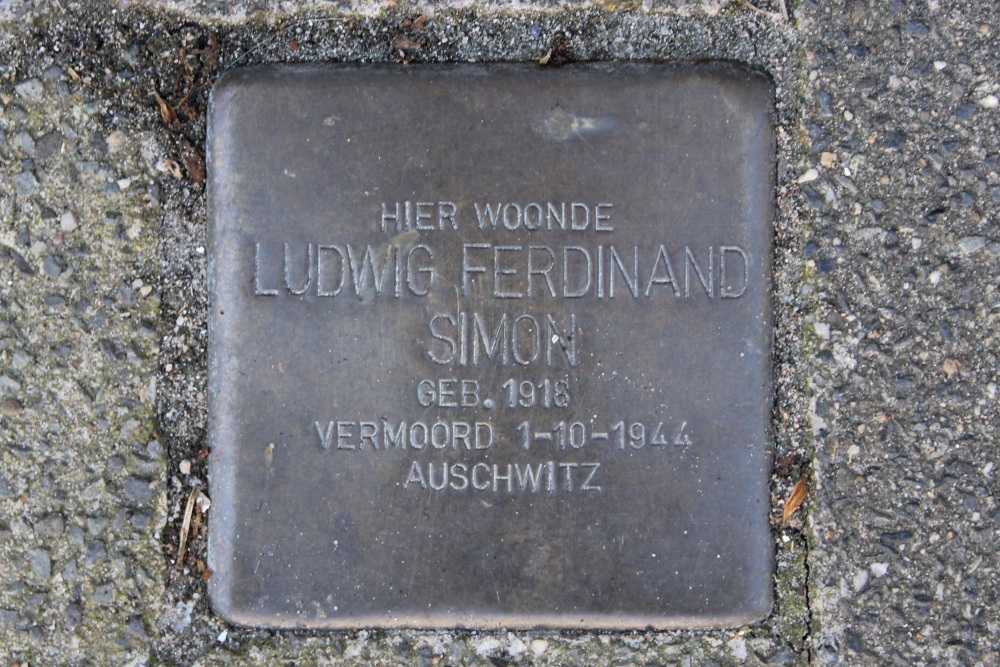 HIER WOONDE
LUDWIG FERDINAND
SIMON
GEB. 1918
VERMOORD 1-10-1944
AUSCHWITZ